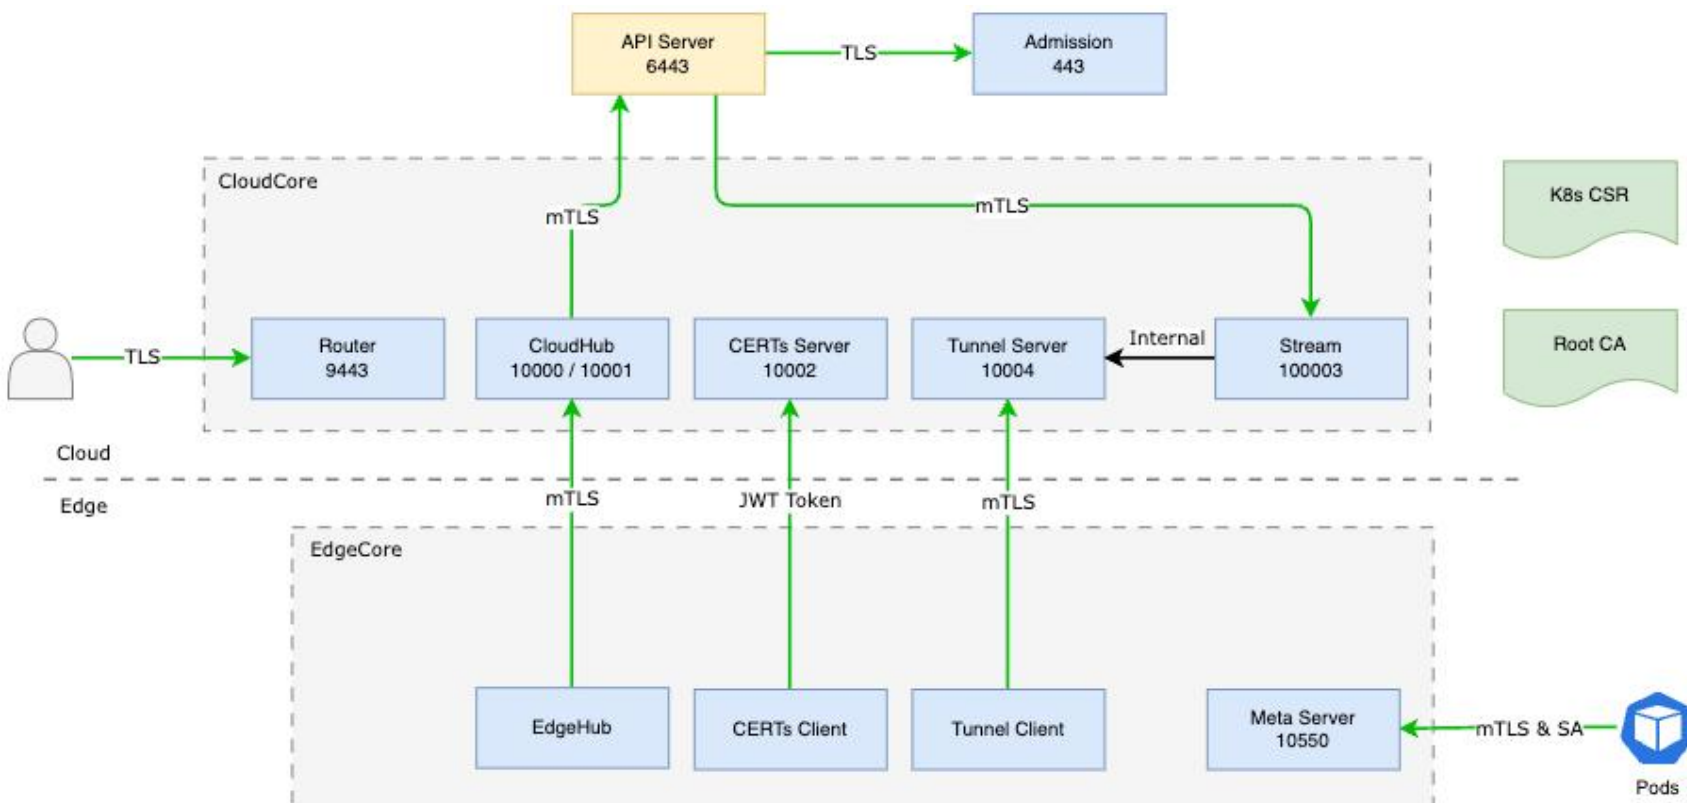 API Server
6443
TLS
Admission
443
CloudCore
mTLS
mTLS
K8s CSR
TLS
Router
9443
CloudHub
10000 / 10001
CERTs Server
10002
Tunnel Server
10004
Internal
Stream
100003
Root CA
Cloud
Edge
mTLS
JWT Token
mTLS
EdgeCore
EdgeHub
CERTs Client
Tunnel Client
Meta Server
10550
mTLS & SA
Pods